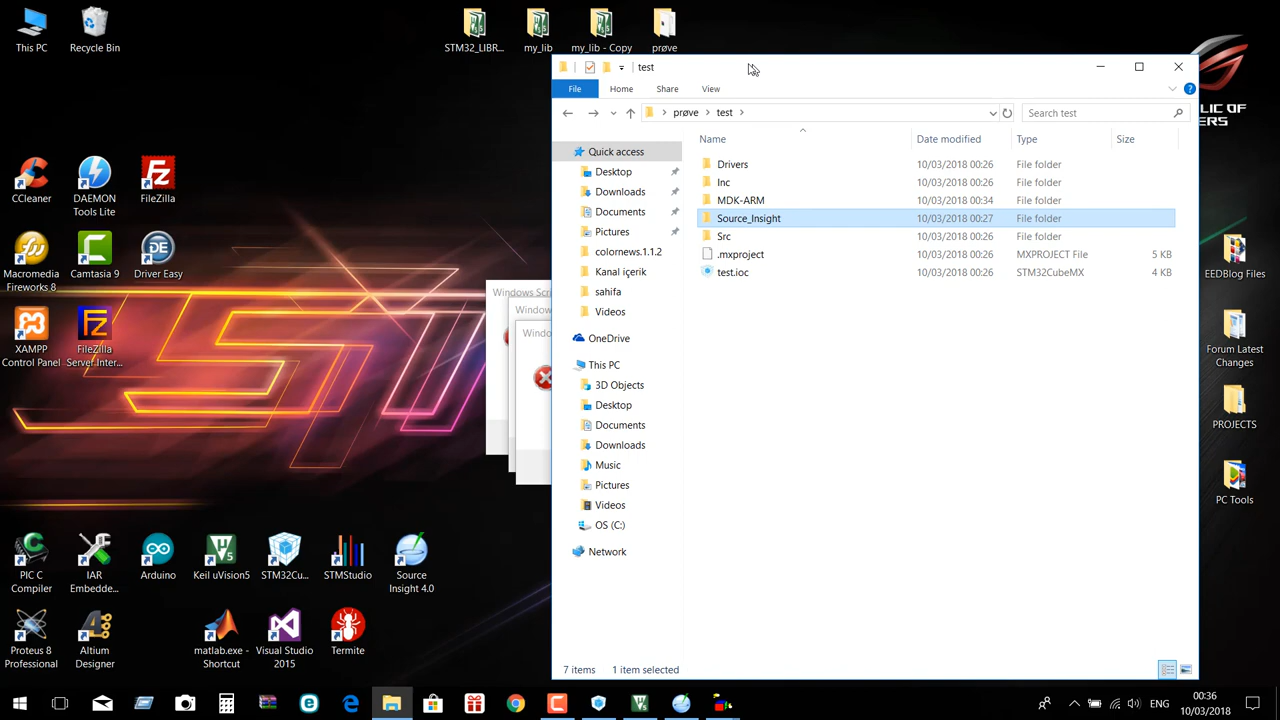 This PC
Recycle Bin
STM32_LIBR...
my_lib
my_lib - Copy
prøve
test
File
Home
Share
View
prøve
test
Search test
Name
Date modified
Type
Size
Quick access
Desktop
Downloads
Documents
Pictures
colornews.1.1.2
Kanal içerik
sahifa
Videos
OneDrive
This PC
3D Objects
Desktop
Documents
Downloads
Music
Pictures
Videos
OS (C:)
Network
Drivers 10/03/2018 00:26 File folder
Inc 10/03/2018 00:26 File folder
MDK-ARM 10/03/2018 00:34 File folder
Source_Insight 10/03/2018 00:27 File folder
Src 10/03/2018 00:26 File folder
.mxproject 10/03/2018 00:26 MXPROJECT File 5 KB
test.ioc 10/03/2018 00:26 STM32CubeMX 4 KB
7 items
1 item selected
CCleaner
DAEMON
Tools Lite
FileZilla
Macromedia
Fireworks 8
Camtasia 9
Driver Easy
XAMPP
Control Panel
FileZilla
Server Inter...
Windows Scri
Window
Windo
LIC OF
ERS
EEDBlog Files
Forum Latest
Changes
PROJECTS
PC Tools
PIC C
Compiler
IAR
Embedde...
Arduino
Keil uVision5
STM32Cu...
STMStudio
Source
Insight 4.0
Proteus 8
Professional
Altium
Designer
matlab.exe -
Shortcut
Visual Studio
2015
Termite
ENG
00:36
10/03/2018